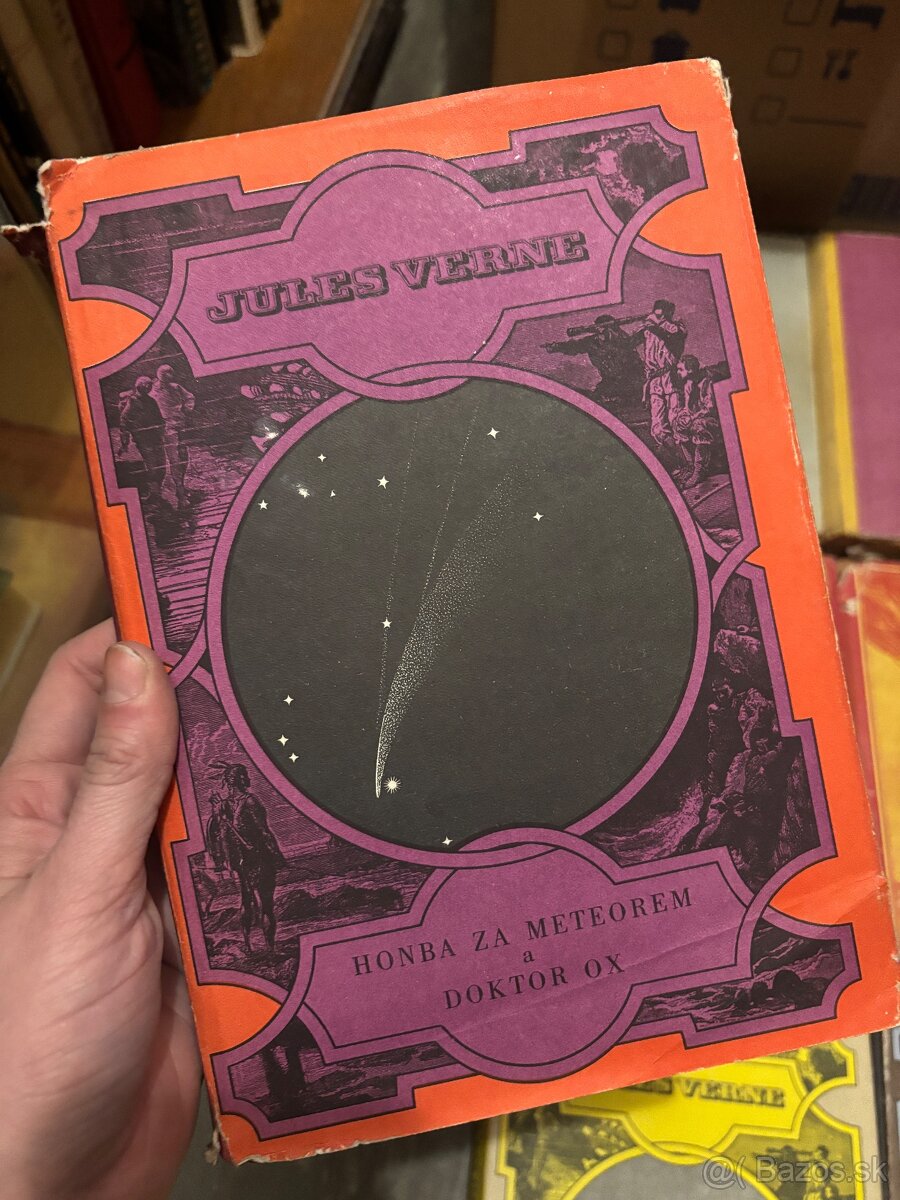 JULES VERNE
HONBA ZA METEOREM
a
DOKTOR OX
JULES VERNE
@( Bazos.sk